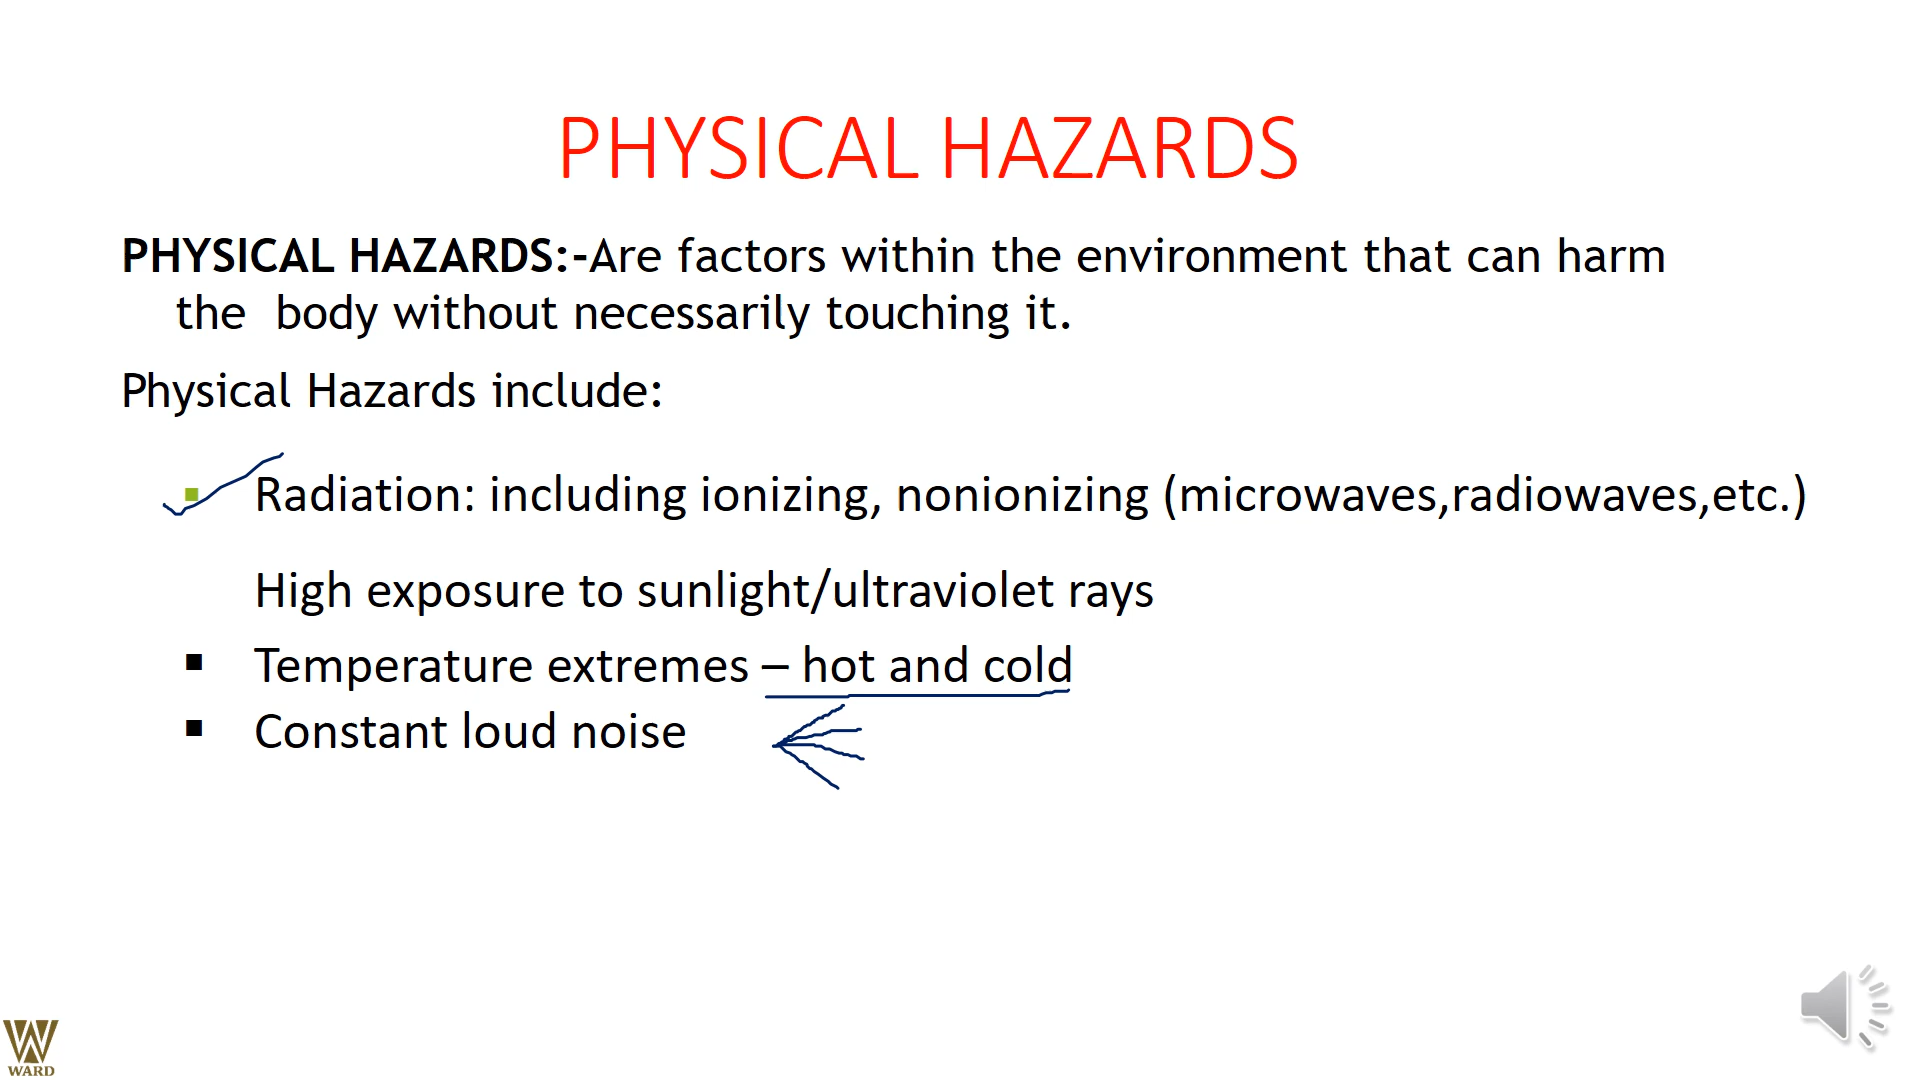 PHYSICAL HAZARDS
PHYSICAL HAZARDS:-Are factors within the environment that can harm
the body without necessarily touching it.
Physical Hazards include:
▪ Radiation: including ionizing, nonionizing (microwaves,radiowaves,etc.)
High exposure to sunlight/ultraviolet rays
▪ Temperature extremes – hot and cold
▪ Constant loud noise
WARD